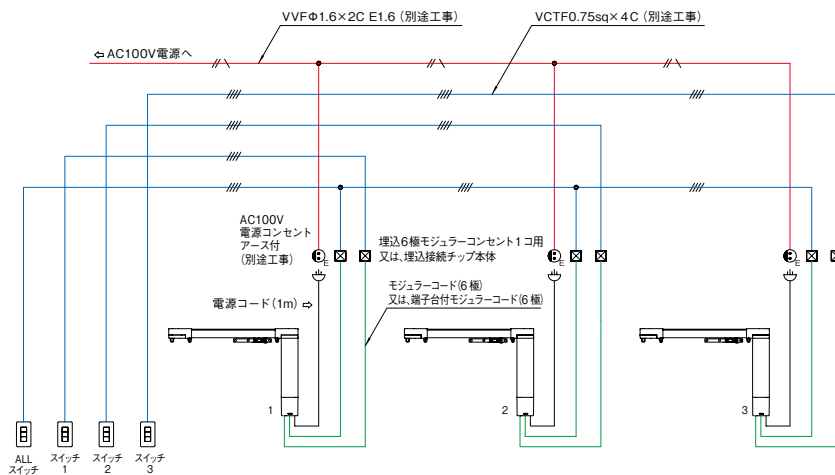 VVFΦ1.6×2C E1.6 (別途工事)
VCTF0.75sq×4C (別途工事)
⇦ AC100V電源へ
AC100V
電源コンセント
アース付
(別途工事)
E
埋込6極モジュラーコンセント1コ用
又は、埋込接続チップ本体
E
E
モジュラーコード(6極)
又は、端子台付モジュラーコード(6極)
電源コード(1m) ⇨
1
2
3
ALL
スイッチ
スイッチ
1
スイッチ
2
スイッチ
3